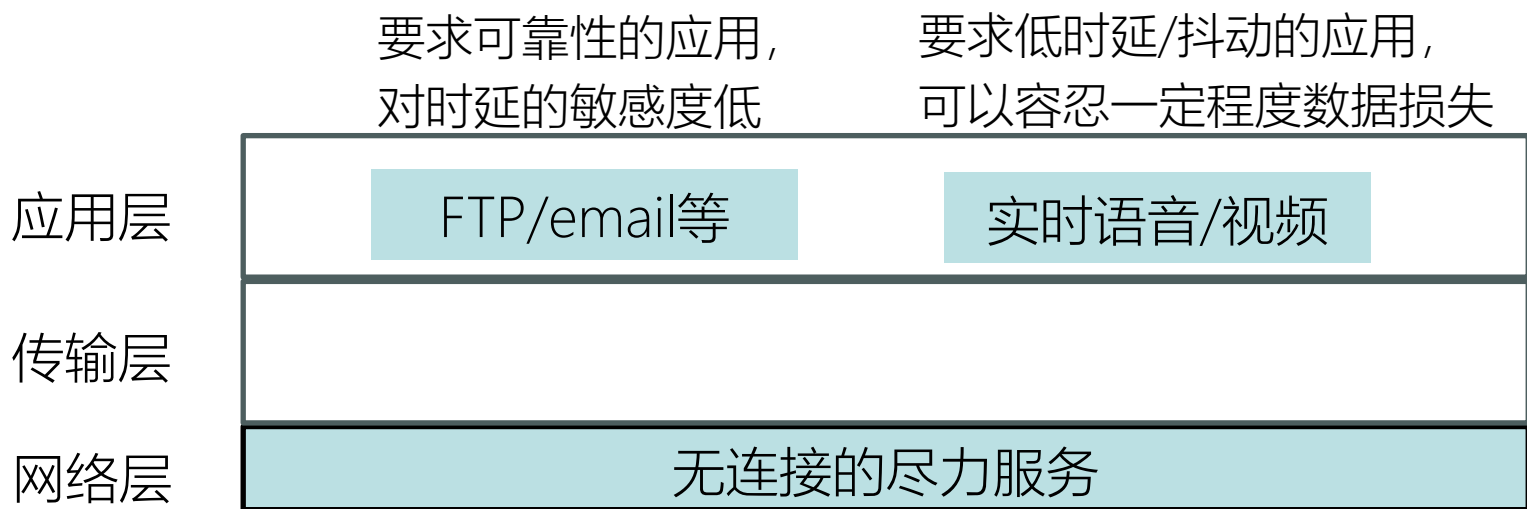 要求可靠性的应用，
对时延的敏感度低
要求低时延/抖动的应用，
可以容忍一定程度数据损失
应用层
FTP/email等
实时语音/视频
传输层
网络层
无连接的尽力服务